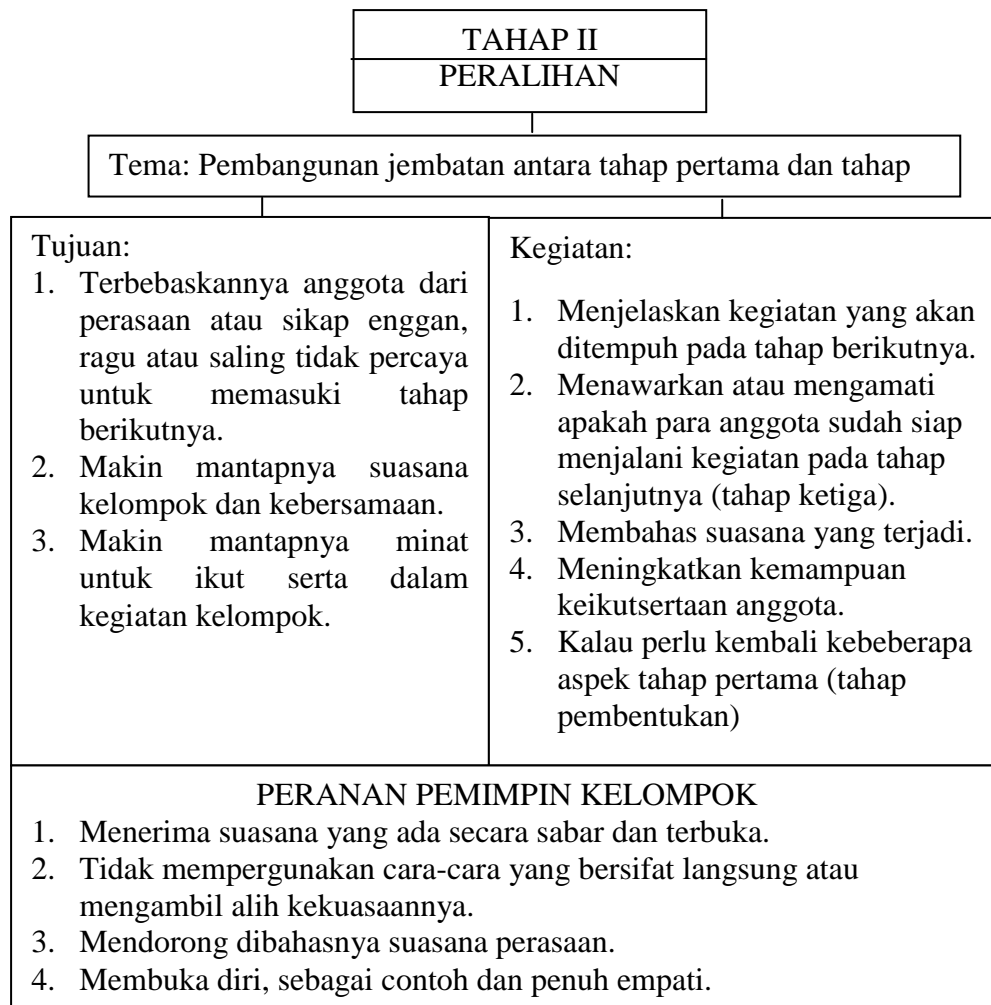 TAHAP II
PERALIHAN
Tema: Pembangunan jembatan antara tahap pertama dan tahap
Tujuan:
1. Terbebaskannya anggota dari
perasaan atau sikap enggan,
ragu atau saling tidak percaya
untuk memasuki tahap
berikutnya.
2. Makin mantapnya suasana
kelompok dan kebersamaan.
3. Makin mantapnya minat
untuk ikut serta dalam
kegiatan kelompok.
Kegiatan:
1. Menjelaskan kegiatan yang akan
ditempuh pada tahap berikutnya.
2. Menawarkan atau mengamati
apakah para anggota sudah siap
menjalani kegiatan pada tahap
selanjutnya (tahap ketiga).
3. Membahas suasana yang terjadi.
4. Meningkatkan kemampuan
keikutsertaan anggota.
5. Kalau perlu kembali kebeberapa
aspek tahap pertama (tahap
pembentukan)
PERANAN PEMIMPIN KELOMPOK
1. Menerima suasana yang ada secara sabar dan terbuka.
2. Tidak mempergunakan cara-cara yang bersifat langsung atau
mengambil alih kekuasaannya.
3. Mendorong dibahasnya suasana perasaan.
4. Membuka diri, sebagai contoh dan penuh empati.